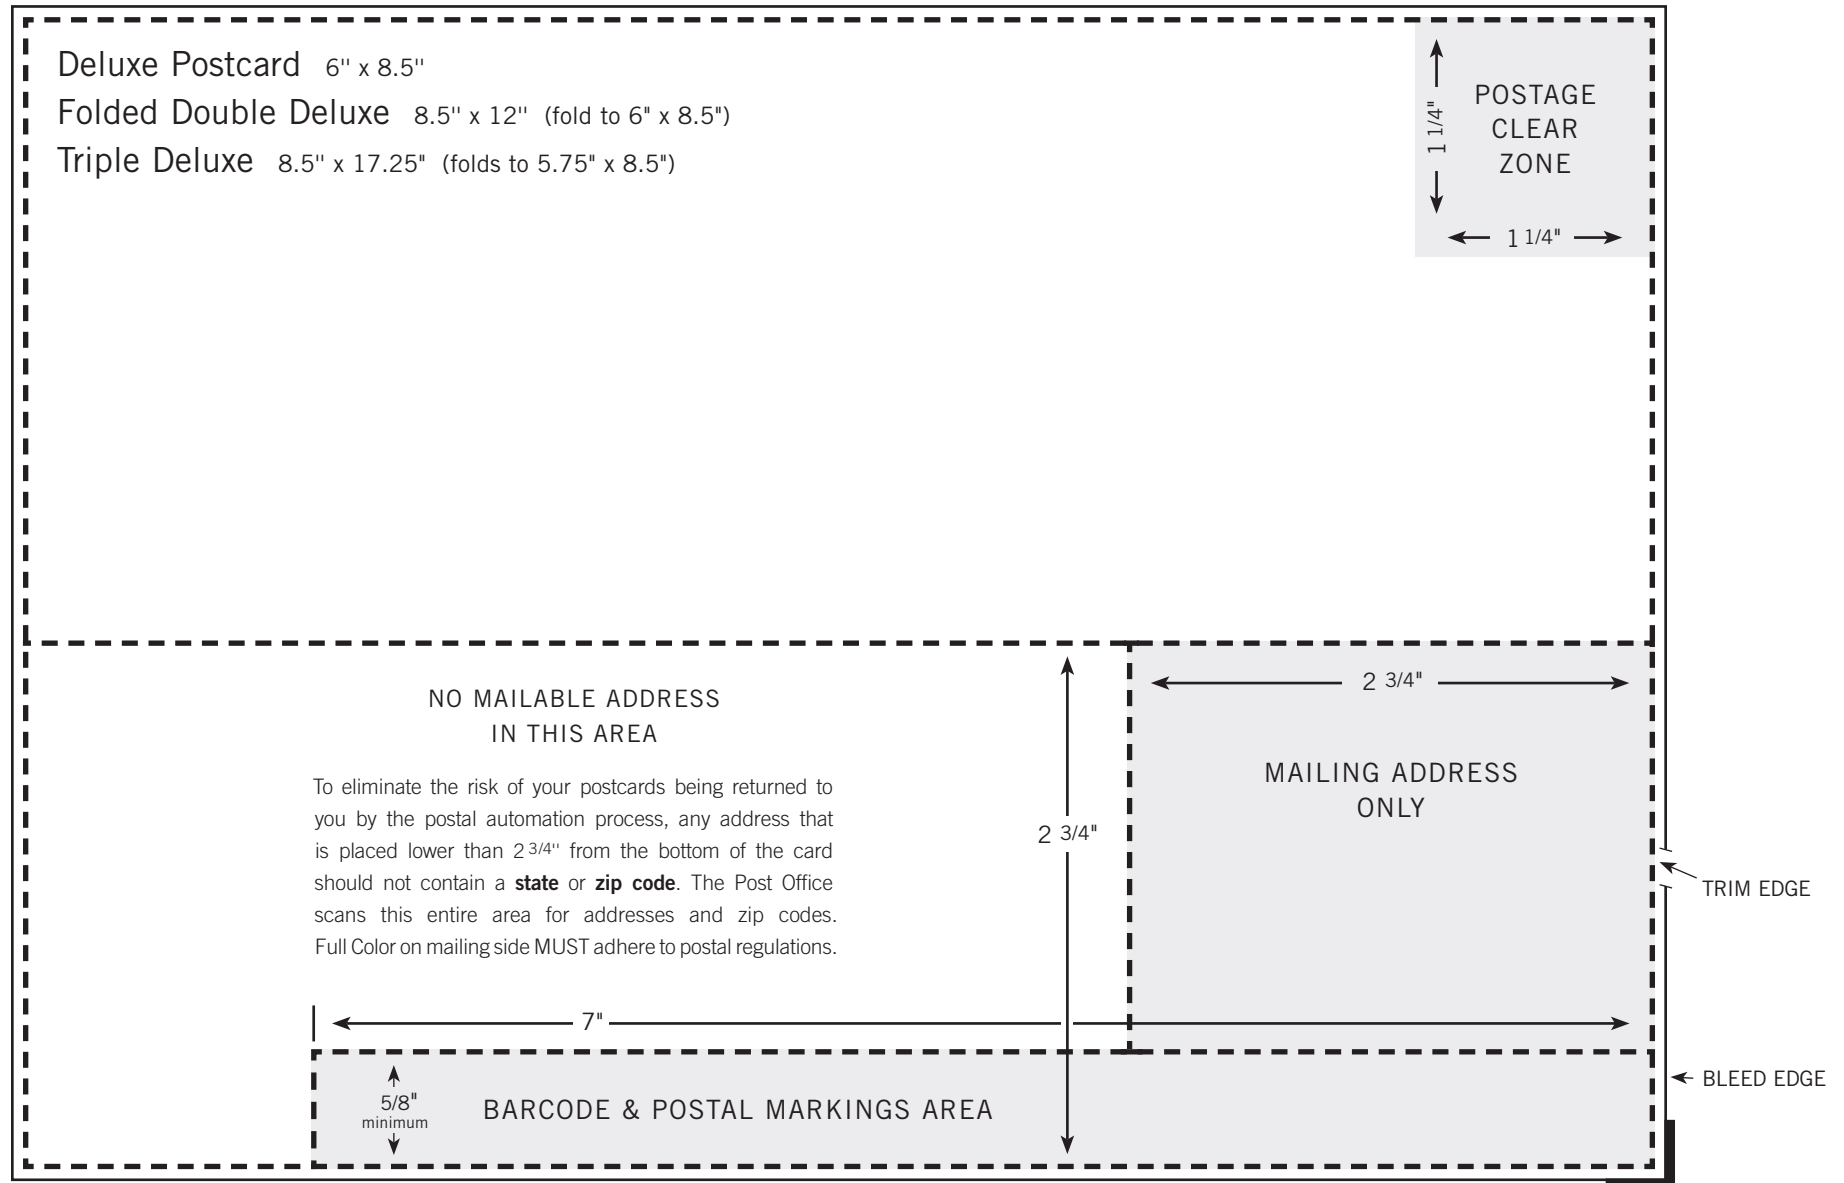 Deluxe Postcard 6'' x 8.5''
Folded Double Deluxe 8.5'' x 12'' (fold to 6" x 8.5")
Triple Deluxe 8.5'' x 17.25" (folds to 5.75" x 8.5")
POSTAGE
CLEAR
ZONE
1 1/4"
1 1/4"
NO MAILABLE ADDRESS
IN THIS AREA
To eliminate the risk of your postcards being returned to
you by the postal automation process, any address that
is placed lower than 2 3/4'' from the bottom of the card
should not contain a state or zip code. The Post Office
scans this entire area for addresses and zip codes.
Full Color on mailing side MUST adhere to postal regulations.
2 3/4"
2 3/4"
MAILING ADDRESS
ONLY
TRIM EDGE
7"
BLEED EDGE
5/8"
minimum
BARCODE & POSTAL MARKINGS AREA